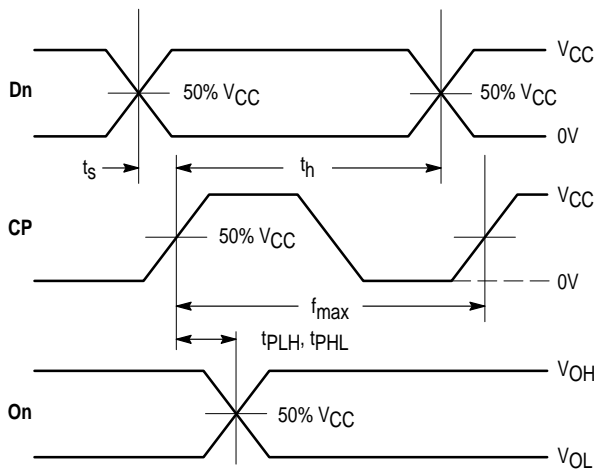 VCC
Dn
50% VCC
50% VCC
0V
ts
th
VCC
CP
50% VCC
0V
fmax
tPLH, tPHL
VOH
On
50% VCC
VOL